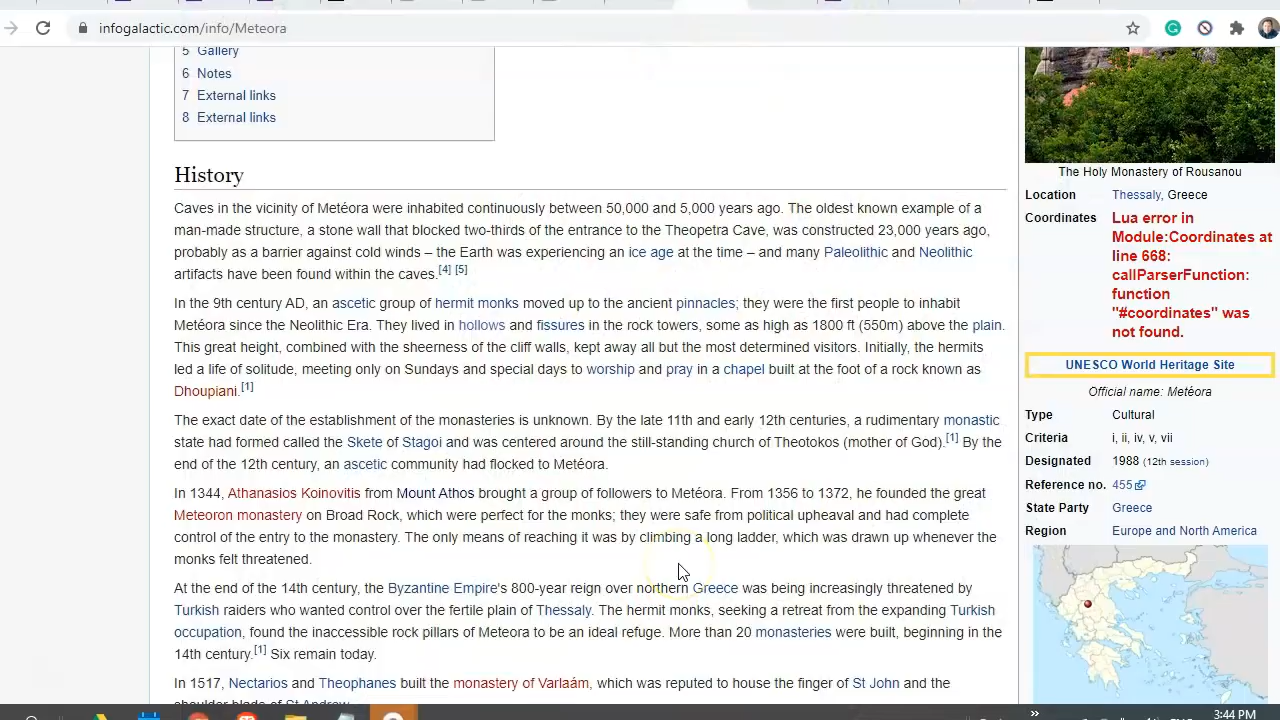 infogalactic.com/info/Meteora
5 Gallery
6 Notes
7 External links
8 External links
History
Caves in the vicinity of Metéora were inhabited continuously between 50,000 and 5,000 years ago. The oldest known example of a
man-made structure, a stone wall that blocked two-thirds of the entrance to the Theopetra Cave, was constructed 23,000 years ago,
probably as a barrier against cold winds – the Earth was experiencing an ice age at the time – and many Paleolithic and Neolithic
artifacts have been found within the caves.[4] [5]
In the 9th century AD, an ascetic group of hermit monks moved up to the ancient pinnacles; they were the first people to inhabit
Metéora since the Neolithic Era. They lived in hollows and fissures in the rock towers, some as high as 1800 ft (550m) above the plain.
This great height, combined with the sheerness of the cliff walls, kept away all but the most determined visitors. Initially, the hermits
led a life of solitude, meeting only on Sundays and special days to worship and pray in a chapel built at the foot of a rock known as
Dhoupiani.[1]
The exact date of the establishment of the monasteries is unknown. By the late 11th and early 12th centuries, a rudimentary monastic
state had formed called the Skete of Stagoi and was centered around the still-standing church of Theotokos (mother of God).[1] By the
end of the 12th century, an ascetic community had flocked to Metéora.
In 1344, Athanasios Koinovitis from Mount Athos brought a group of followers to Metéora. From 1356 to 1372, he founded the great
Meteoron monastery on Broad Rock, which were perfect for the monks; they were safe from political upheaval and had complete
control of the entry to the monastery. The only means of reaching it was by climbing a long ladder, which was drawn up whenever the
monks felt threatened.
At the end of the 14th century, the Byzantine Empire's 800-year reign over northern Greece was being increasingly threatened by
Turkish raiders who wanted control over the fertile plain of Thessaly. The hermit monks, seeking a retreat from the expanding Turkish
occupation, found the inaccessible rock pillars of Meteora to be an ideal refuge. More than 20 monasteries were built, beginning in the
14th century.[1] Six remain today.
In 1517, Nectarios and Theophanes built the monastery of Varlaám, which was reputed to house the finger of St John and the
shoulder blade of St Andrew.
The Holy Monastery of Rousanou
Location Thessaly, Greece
Coordinates Lua error in
Module:Coordinates at
line 668:
callParserFunction:
function
"#coordinates" was
not found.
UNESCO World Heritage Site
Official name: Metéora
Type Cultural
Criteria i, ii, iv, v, vii
Designated 1988 (12th session)
Reference no. 455
State Party Greece
Region Europe and North America
3:44 PM